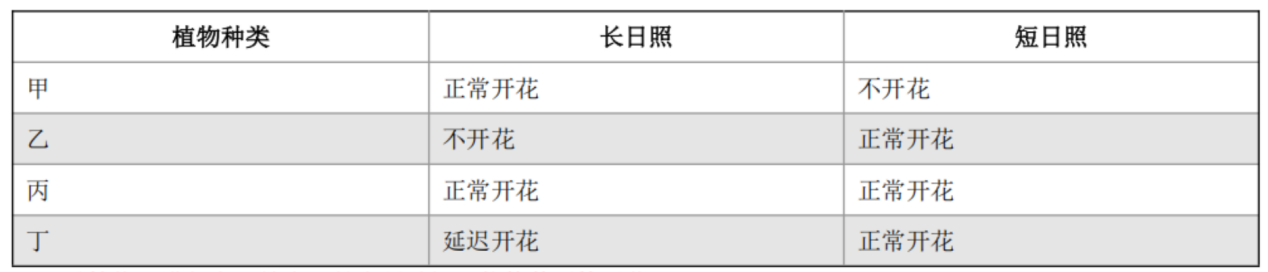 植物种类 长日照 短日照
甲 正常开花 不开花
乙 不开花 正常开花
丙 正常开花 正常开花
丁 延迟开花 正常开花